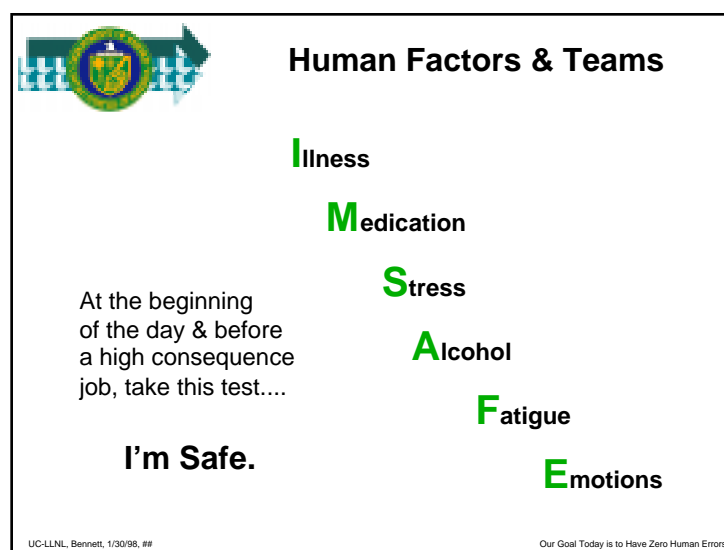 Human Factors & Teams
Illness
Medication
Stress
At the beginning
of the day & before
a high consequence
job, take this test....
Alcohol
Fatigue
I'm Safe.
Emotions
UC-LLNL, Bennett, 1/30/98, ##
Our Goal Today is to Have Zero Human Errors